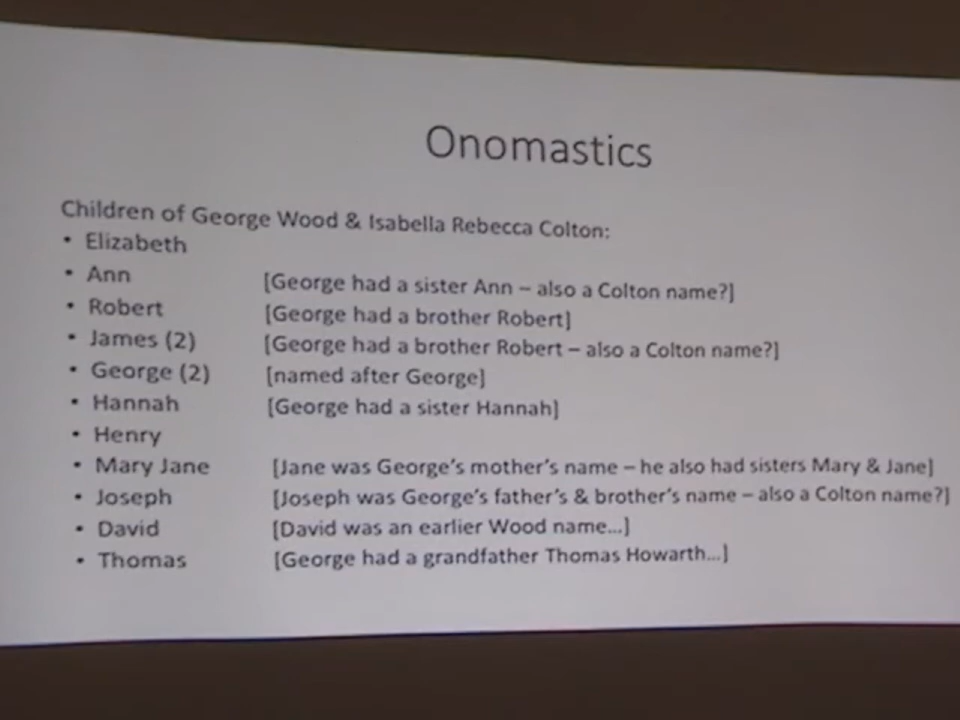 Onomastics
Children of George Wood & Isabella Rebecca Colton:
• Elizabeth
• Ann [George had a sister Ann – also a Colton name?]
• Robert [George had a brother Robert]
• James (2) [George had a brother Robert – also a Colton name?]
• George (2) [named after George]
• Hannah [George had a sister Hannah]
• Henry
• Mary Jane [Jane was George's mother's name – he also had sisters Mary & Jane]
• Joseph [Joseph was George's father's & brother's name – also a Colton name?]
• David [David was an earlier Wood name...]
• Thomas [George had a grandfather Thomas Howarth...]